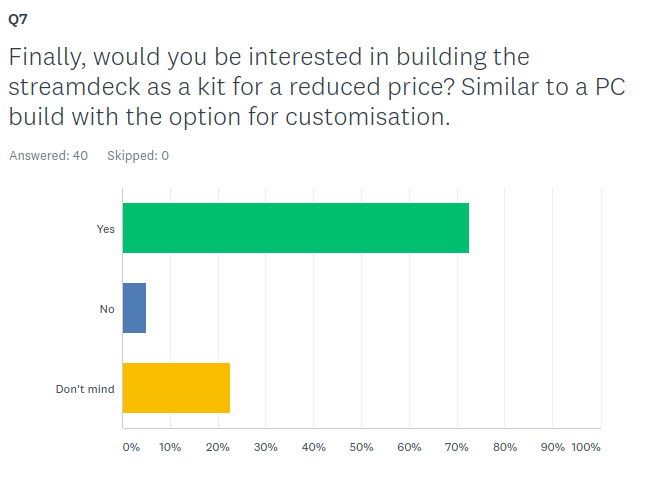 Q7
Finally, would you be interested in building the
streamdeck as a kit for a reduced price? Similar to a PC
build with the option for customisation.
Answered: 40 Skipped: 0
Yes
No
Don't mind
0% 10% 20% 30% 40% 50% 60% 70% 80% 90% 100%